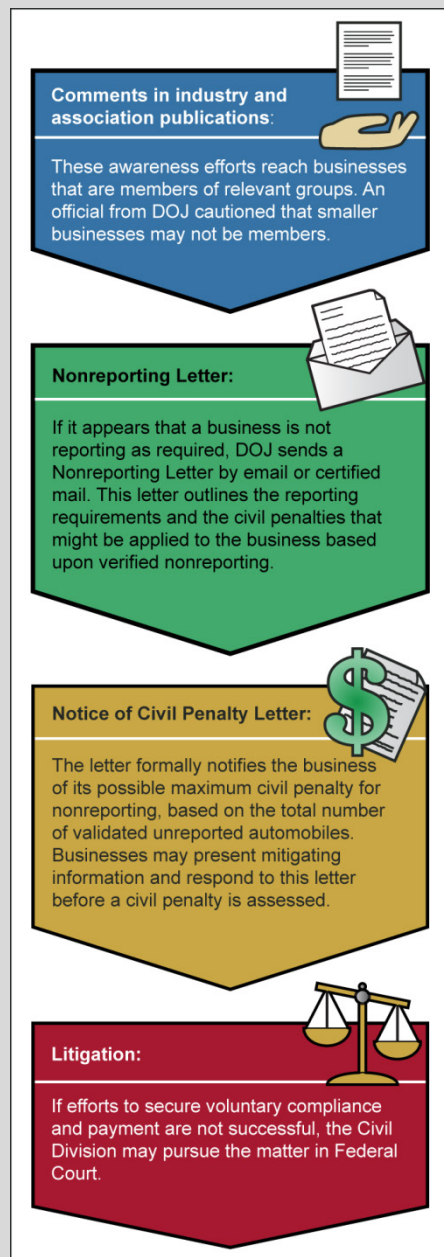 Comments in industry and
association publications:
These awareness efforts reach businesses
that are members of relevant groups. An
official from DOJ cautioned that smaller
businesses may not be members.
Nonreporting Letter:
If it appears that a business is not
reporting as required, DOJ sends a
Nonreporting Letter by email or certified
mail. This letter outlines the reporting
requirements and the civil penalties that
might be applied to the business based
upon verified nonreporting.
Notice of Civil Penalty Letter:
$
The letter formally notifies the business
of its possible maximum civil penalty for
nonreporting, based on the total number
of validated unreported automobiles.
Businesses may present mitigating
information and respond to this letter
before a civil penalty is assessed.
Litigation:
If efforts to secure voluntary compliance
and payment are not successful, the Civil
Division may pursue the matter in Federal
Court.